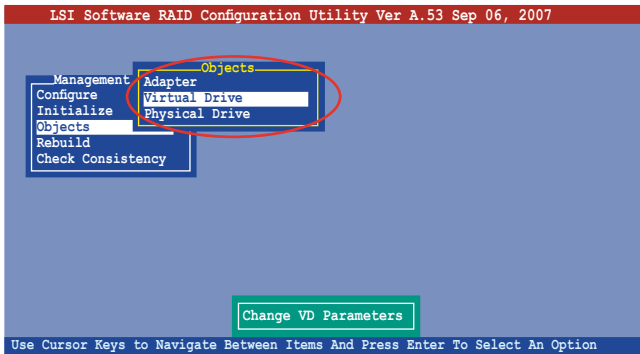 LSI Software RAID Configuration Utility Ver A.53 Sep 06, 2007
Management
Configure
Initialize
Objects
Rebuild
Check Consistency
Objects
Adapter
Virtual Drive
Physical Drive
Change VD Parameters
Use Cursor Keys to Navigate Between Items And Press Enter To Select An Option